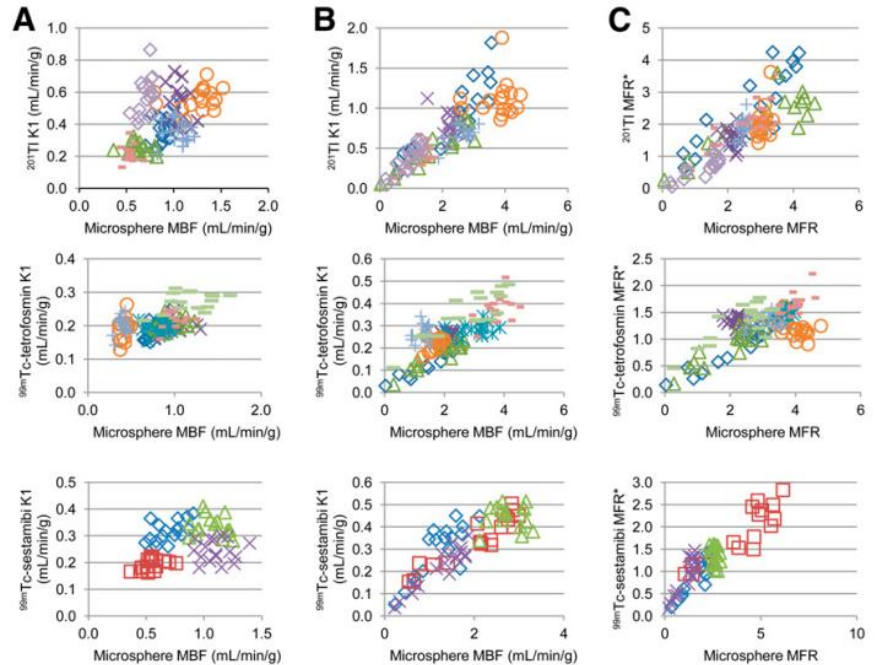 A
B
C
²⁰¹Tl K1 (mL/min/g)
1.0
0.8
0.6
0.4
0.2
0.0
0.0 0.5 1.0 1.5 2.0
Microsphere MBF (mL/min/g)
²⁰¹Tl K1 (mL/min/g)
2.0
1.5
1.0
0.5
0.0
0 2 4 6
Microsphere MBF (mL/min/g)
²⁰¹Tl MFR*
5
4
3
2
1
0
0 2 4 6
Microsphere MFR
⁹⁹ᵐTc-tetrofosmin K1
(mL/min/g)
0.4
0.3
0.2
0.1
0.0
0.0 1.0 2.0
Microsphere MBF (mL/min/g)
⁹⁹ᵐTc-tetrofosmin K1
(mL/min/g)
0.6
0.5
0.4
0.3
0.2
0.1
0.0
0 2 4 6
Microsphere MBF (mL/min/g)
⁹⁹ᵐTc-tetrofosmin MFR*
2.5
2.0
1.5
1.0
0.5
0.0
0 2 4 6
Microsphere MFR
⁹⁹ᵐTc-sestamibi K1
(mL/min/g)
0.5
0.4
0.3
0.2
0.1
0.0
0.0 0.5 1.0 1.5
Microsphere MBF (mL/min/g)
⁹⁹ᵐTc-sestamibi K1
(mL/min/g)
0.6
0.5
0.4
0.3
0.2
0.1
0.0
0 2 4
Microsphere MBF (mL/min/g)
⁹⁹ᵐTc-sestamibi MFR*
3.0
2.5
2.0
1.5
1.0
0.5
0.0
0 5 10
Microsphere MFR